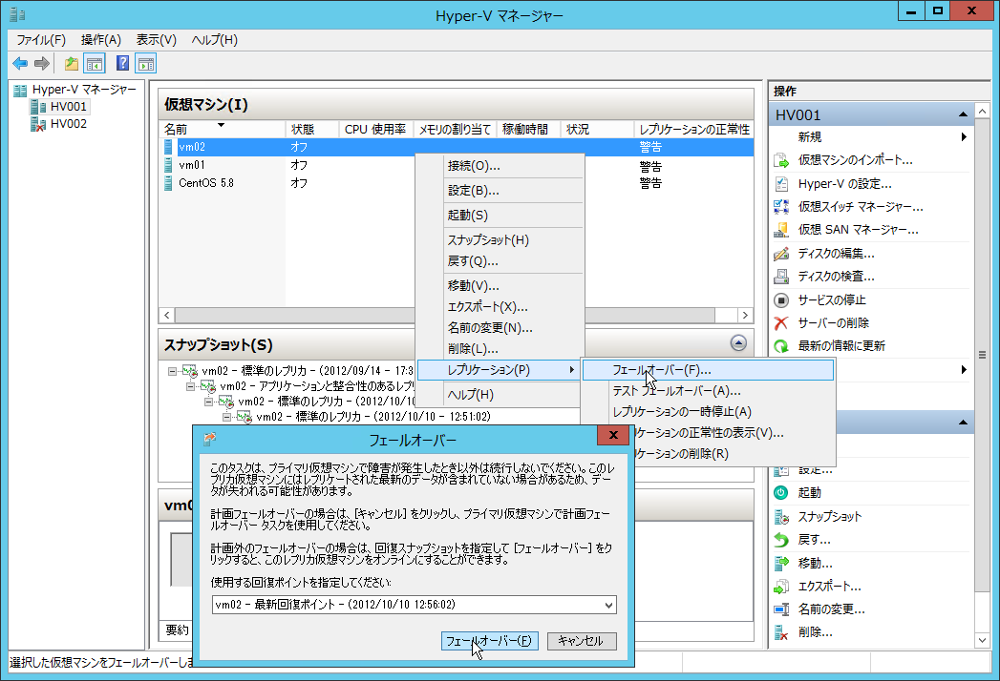 Hyper-V マネージャー
ファイル(F) 操作(A) 表示(V) ヘルプ(H)
Hyper-V マネージャー
HV001
HV002
仮想マシン(I)
名前 状態 CPU 使用率 メモリの割り当て 稼働時間 状況 レプリケーションの正常性
vm02 オフ 警告
vm01 オフ 警告
CentOS 5.8 オフ 警告
接続(O)...
設定(B)...
起動(S)
スナップショット(H)
戻す(Q)...
移動(V)...
エクスポート(X)...
名前の変更(N)...
削除(L)...
レプリケーション(P)
ヘルプ(H)
フェールオーバー(F)...
テスト フェールオーバー(A)...
レプリケーションの一時停止(A)
ケーションの正常性の表示(V)...
ケーションの削除(R)
スナップショット(S)
vm02 - 標準のレプリカ - (2012/09/14 - 17:3
vm02 - アプリケーションと整合性のあるレプリ
vm02 - 標準のレプリカ - (2012/10/10
vm02 - 標準のレプリカ - (2012/10/10 - 12:51:02)
vm0
要約
フェールオーバー
このタスクは、プライマリ仮想マシンで障害が発生したとき以外は続行しないでください。このレ
プリカ仮想マシンにはレプリケートされた最新のデータが含まれていない場合があるため、デー
タが失われる可能性があります。
計画フェールオーバーの場合は、[キャンセル] をクリックし、プライマリ仮想マシンで計画フェー
ルオーバー タスクを使用してください。
計画外のフェールオーバーの場合は、回復スナップショットを指定して [フェールオーバー] をク
リックすると、このレプリカ仮想マシンをオンラインにすることができます。
使用する回復ポイントを指定してください:
vm02 - 最新回復ポイント - (2012/10/10 12:56:02)
フェールオーバー(F) キャンセル
操作
HV001
新規
仮想マシンのインポート...
Hyper-V の設定...
仮想スイッチ マネージャー...
仮想 SAN マネージャー...
ディスクの編集...
ディスクの検査...
サービスの停止
サーバーの削除
最新の情報に更新
設定...
起動
スナップショット
戻す...
移動...
エクスポート...
名前の変更...
削除...
選択した仮想マシンをフェールオーバーしま